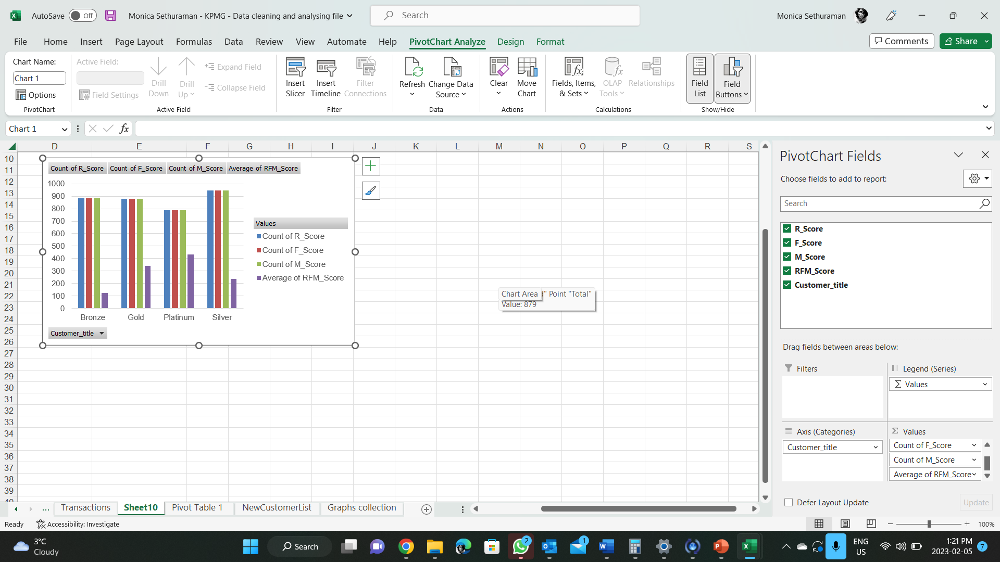 AutoSave Off Monica Sethuraman - KPMG - Data cleaning and analysing file Search Monica Sethuraman
File Home Insert Page Layout Formulas Data Review View Automate Help PivotChart Analyze Design Format Comments Share
Chart Name:
Chart 1
Options
PivotChart
Active Field:
Field Settings
Drill Down
Drill Up
Expand Field
Collapse Field
Active Field
Insert Slicer
Insert Timeline
Filter Connections
Filter
Refresh
Change Data Source
Data
Clear
Move Chart
Actions
Fields, Items, & Sets
OLAP Tools
Relationships
Calculations
Field List
Field Buttons
Show/Hide
Chart 1 fx
D E F G H I J K L M N O P Q R S
10
11
12
13
14
15
16
17
18
19
20
21
22
23
24
25
26
27
28
29
30
31
32
33
34
35
36
37
38
39
Count of R_Score Count of F_Score Count of M_Score Average of RFM_Score
1000
900
800
700
600
500
400
300
200
100
0
Bronze Gold Platinum Silver
Values
Count of R_Score
Count of F_Score
Count of M_Score
Average of RFM_Score
Customer_title
Chart Area " Point "Total"
Value: 879
PivotChart Fields
Choose fields to add to report:
Search
R_Score
F_Score
M_Score
RFM_Score
Customer_title
Drag fields between areas below:
Filters
Legend (Series)
Σ Values
Axis (Categories)
Customer_title
Σ Values
Count of F_Score
Count of M_Score
Average of RFM_Score
Defer Layout Update Update
... Transactions Sheet10 Pivot Table 1 NewCustomerList Graphs collection
Ready Accessibility: Investigate 100%
3°C
Cloudy
Search
2
1
ENG
US
1:21 PM
2023-02-05
7